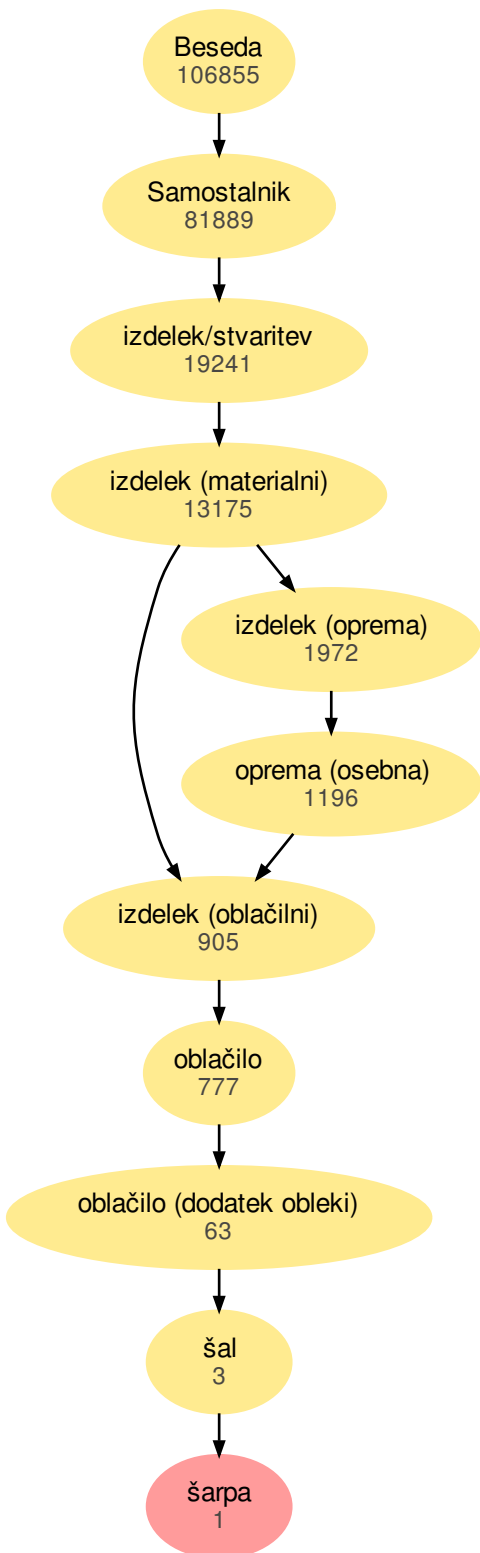 Beseda
106855
Samostalnik
81889
izdelek/stvaritev
19241
izdelek (materialni)
13175
izdelek (oprema)
1972
oprema (osebna)
1196
izdelek (oblačilni)
905
oblačilo
777
oblačilo (dodatek obleki)
63
šal
3
šarpa
1